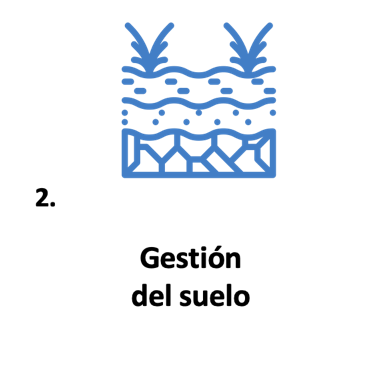 2.
Gestión
del suelo